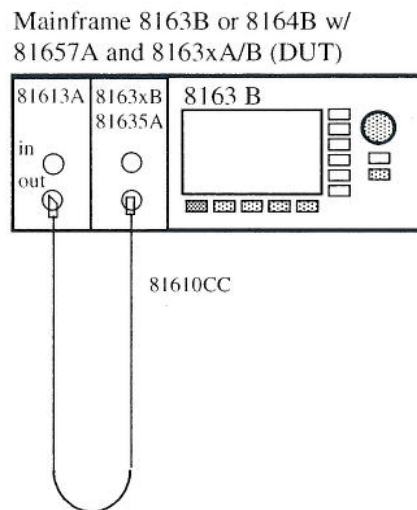 Mainframe 8163B or 8164B w/
81657A and 8163xA/B (DUT)
81613A
8163xB
81635A
8163 B
in
out
81610CC